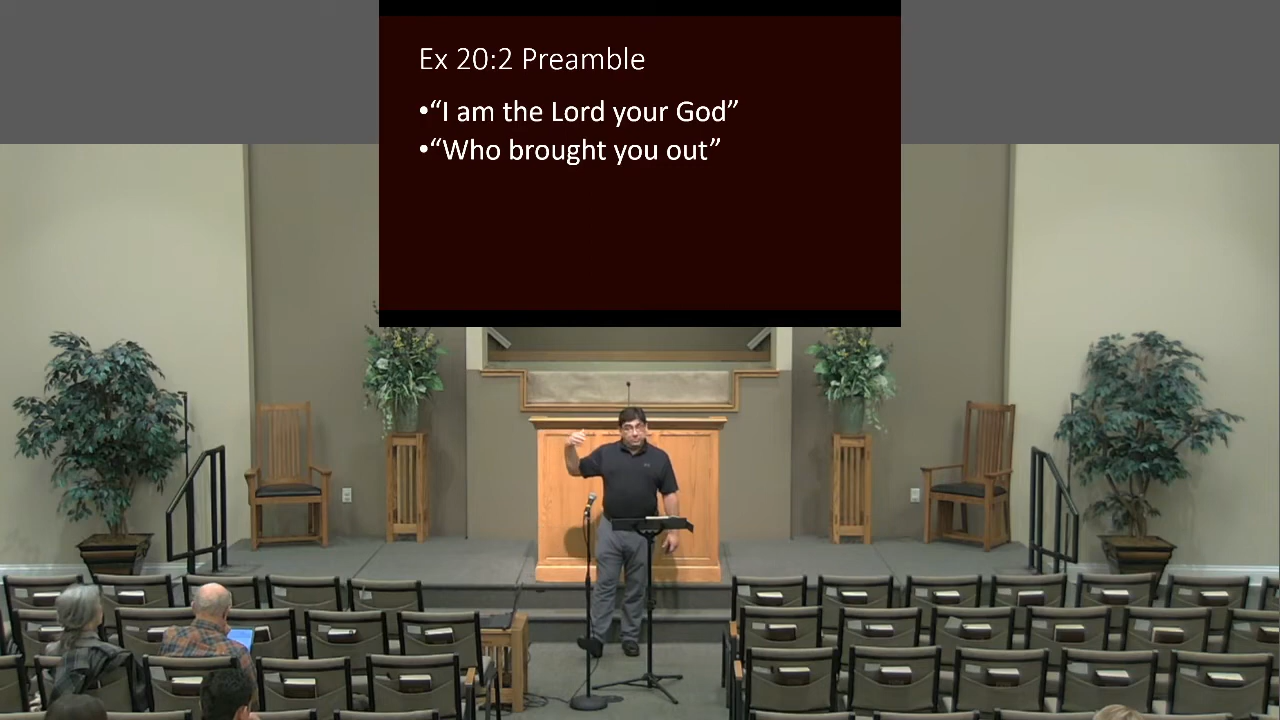 Ex 20:2 Preamble
•“I am the Lord your God”
•“Who brought you out”